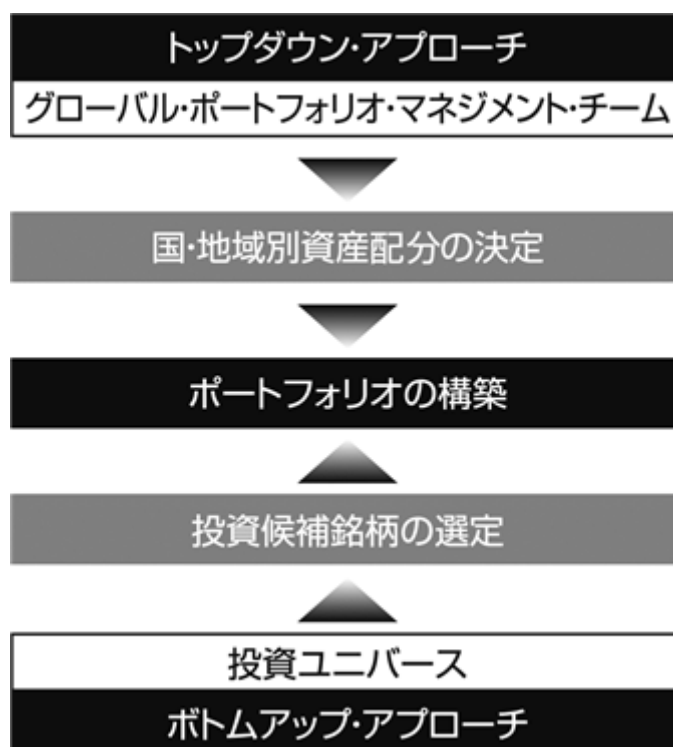 トップダウン・アプローチ
グローバル・ポートフォリオ・マネジメント・チーム
国・地域別資産配分の決定
ポートフォリオの構築
投資候補銘柄の選定
投資ユニバース
ボトムアップ・アプローチ